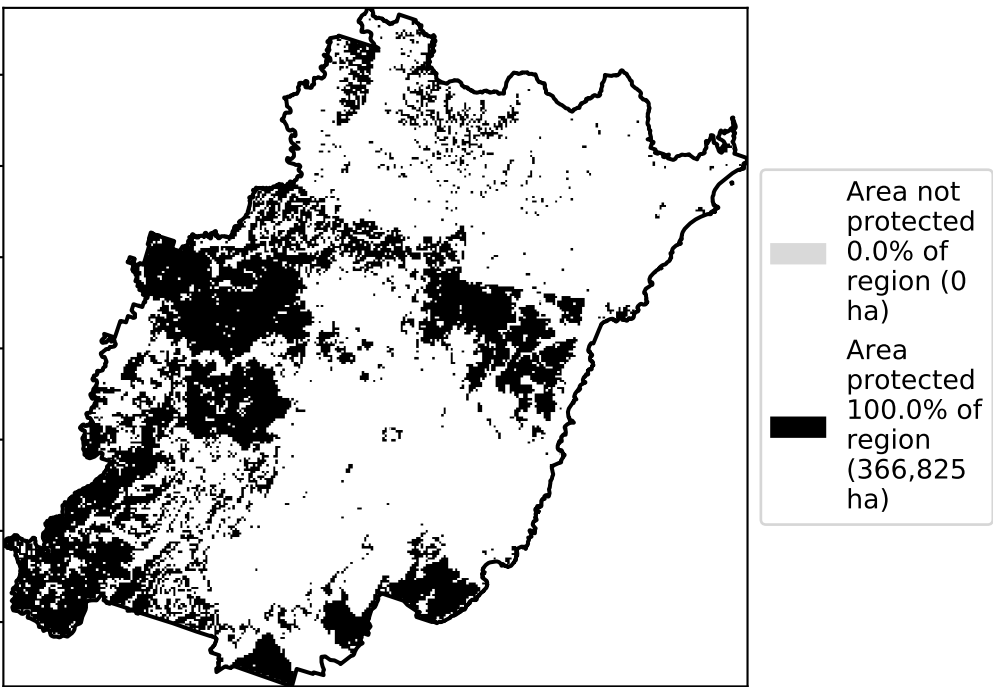 Area not
protected
0.0% of
region (0
ha)
Area
protected
100.0% of
region
(366,825
ha)